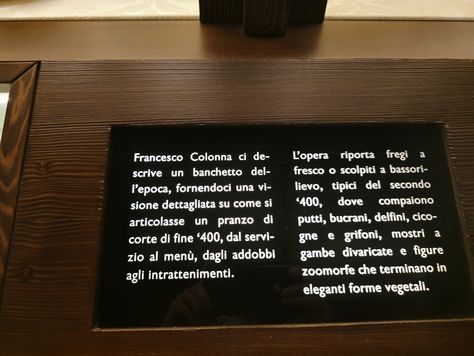 Francesco Colonna ci de-
scrive un banchetto del-
l'epoca, fornendoci una vi-
sione dettagliata su come si
articolasse un pranzo di
corte di fine '400, dal servi-
zio al menù, dagli addobbi
agli intrattenimenti.
L'opera riporta fregi a
fresco o scolpiti a bassori-
lievo, tipici del secondo
'400, dove compaiono
putti, bucrani, delfini, cico-
gne e grifoni, mostri a
gambe divaricate e figure
zoomorfe che terminano in
eleganti forme vegetali.